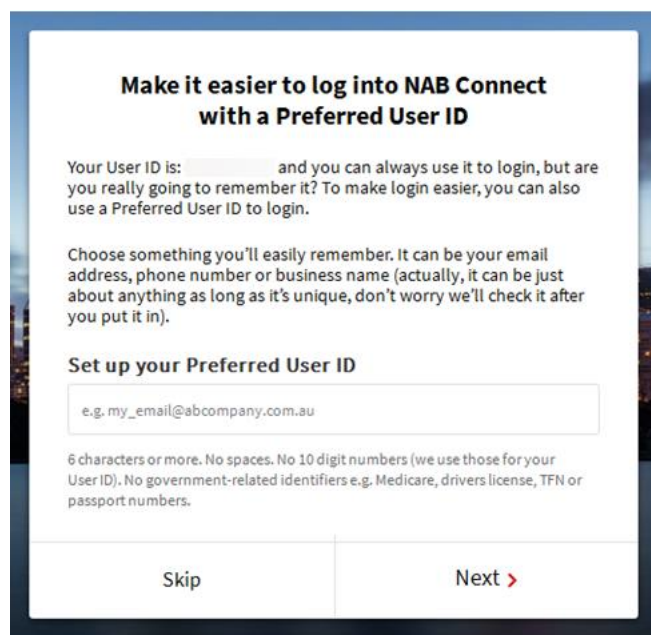 Make it easier to log into NAB Connect
with a Preferred User ID
Your User ID is: and you can always use it to login, but are
you really going to remember it? To make login easier, you can also
use a Preferred User ID to login.
Choose something you’ll easily remember. It can be your email
address, phone number or business name (actually, it can be just
about anything as long as it’s unique, don’t worry we’ll check it after
you put it in).
Set up your Preferred User ID
e.g. my_email@abcompany.com.au
6 characters or more. No spaces. No 10 digit numbers (we use those for your
User ID). No government-related identifiers e.g. Medicare, drivers license, TFN or
passport numbers.
Skip
Next >